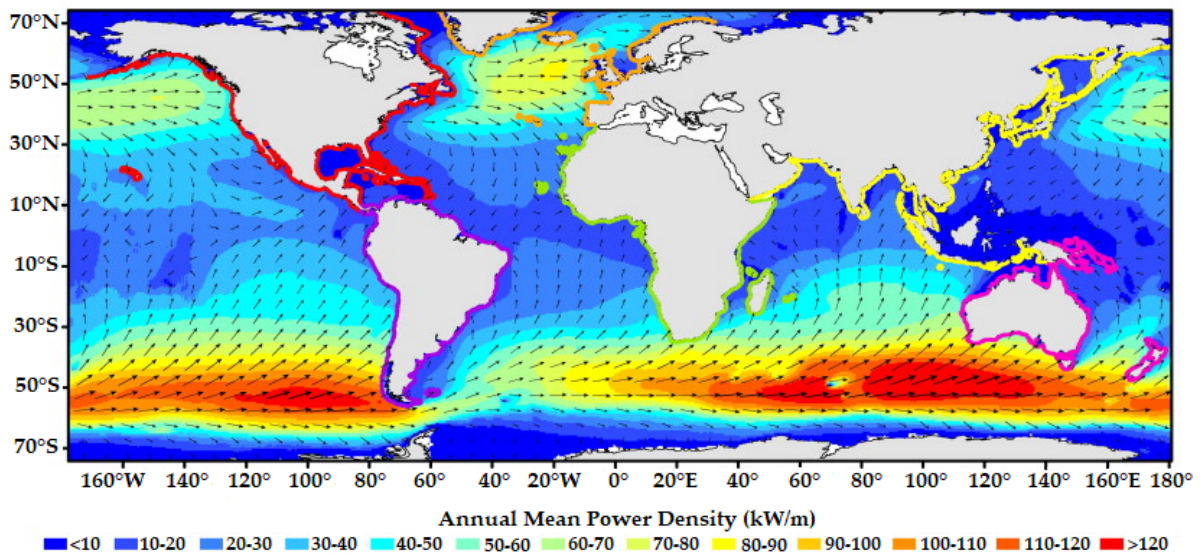 70°N
50°N
30°N
10°N
10°S
30°S
50°S
70°S
160°W 120° 140° 100° 80° 60° 40° 20°W 0° 20°E 40° 60° 80° 100° 120° 140° 160°E 180°
Annual Mean Power Density (kW/m)
<10 10-20 20-30 30-40 40-50 50-60 60-70 70-80 80-90 90-100 100-110 110-120 >120